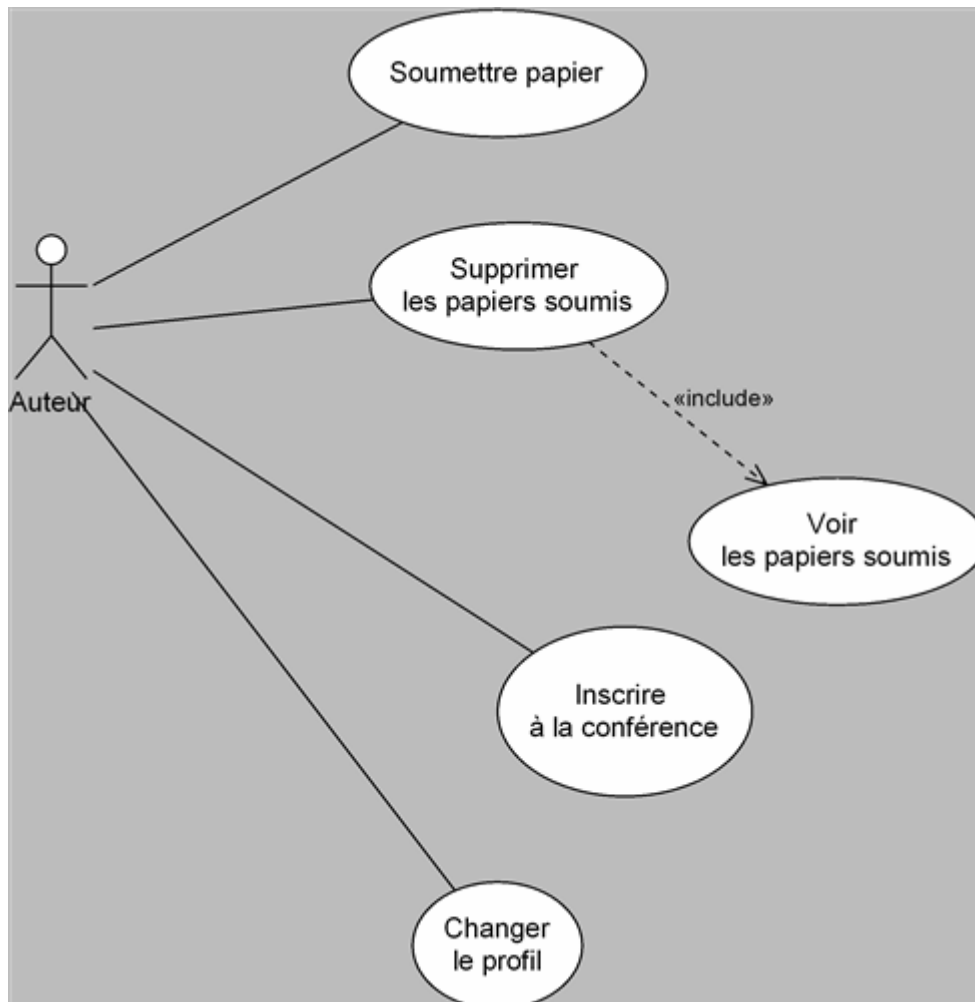 Soumettre papier
Supprimer
les papiers soumis
Auteur
«include»
Voir
les papiers soumis
Inscrire
à la conférence
Changer
le profil